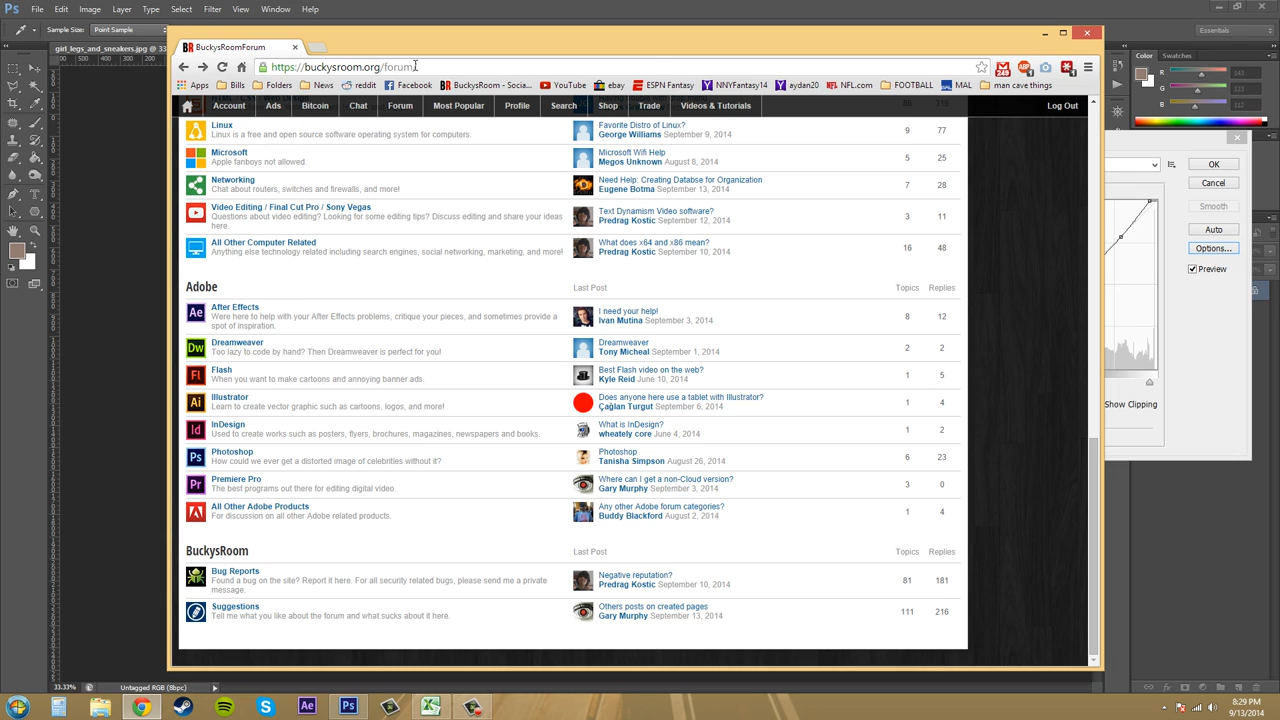 File Edit Image Layer Type Select Filter
Sample Size: Point Sample
Essentials
girl_legs_and_sneakers.jpg @ 33
BR BuckysRoomForum
https://buckysroom.org/forum
249
Apps Bills Folders News reddit Facebook BR BuckysRoom - Socia... YouTube ebay ESPN Fantasy NNYFantasy14 aydan20 NFL.com FOOTBALL MAL man cave things
Account Ads Bitcoin Chat Forum Most Popular Profile Search Shop Trade Videos & Tutorials Log Out
86 319
Linux
Linux is a free and open source software operating system for computers.
Favorite Distro of Linux?
George Williams September 9, 2014
9 77
Microsoft
Apple fanboys not allowed.
Microsoft Wifi Help
Megos Unknown August 8, 2014
5 25
Networking
Chat about routers, switches and firewalls, and more!
Need Help: Creating Databse for Organization
Eugene Botma September 13, 2014
7 28
Video Editing / Final Cut Pro / Sony Vegas
Questions about video editing? Looking for some editing tips? Discuss editing and share your ideas
here.
Text Dynamism Video software?
Predrag Kostic September 12, 2014
3 11
All Other Computer Related
Anything else technology related including search engines, social networking, marketing, and more!
What does x64 and x86 mean?
Predrag Kostic September 10, 2014
16 48
Adobe Last Post Topics Replies
Ae After Effects
Were here to help with your After Effects problems, critique your pieces, and sometimes provide a
spot of inspiration.
I need your help!
Ivan Mutina September 3, 2014
8 12
Dw Dreamweaver
Too lazy to code by hand? Then Dreamweaver is perfect for you!
Dreamweaver
Tony Micheal September 1, 2014
2 2
Fl Flash
When you want to make cartoons and annoying banner ads.
Best Flash video on the web?
Kyle Reid June 10, 2014
1 5
Ai Illustrator
Learn to create vector graphic such as cartoons, logos, and more!
Does anyone here use a tablet with Illustrator?
Çağlan Turgut September 6, 2014
1 4
Id InDesign
Used to create works such as posters, flyers, brochures, magazines, newspapers and books.
What is InDesign?
wheately core June 4, 2014
1 2
Ps Photoshop
How could we ever get a distorted image of celebrities without it?
Photoshop
Tanisha Simpson August 26, 2014
6 23
Pr Premiere Pro
The best programs out there for editing digital video.
Where can I get a non-Cloud version?
Gary Murphy September 3, 2014
3 0
All Other Adobe Products
For discussion on all other Adobe related products.
Any other Adobe forum categories?
Buddy Blackford August 2, 2014
1 4
BuckysRoom Last Post Topics Replies
Bug Reports
Found a bug on the site? Report it here. For all security related bugs, please send me a private
message.
Negative reputation?
Predrag Kostic September 10, 2014
81 181
Suggestions
Tell me what you like about the forum and what sucks about it here.
Others posts on created pages
Gary Murphy September 13, 2014
111 216
Color Swatches
R 143
G 123
B 112
OK
Cancel
Smooth
Auto
Options...
Preview
Show Clipping
33.33% Untagged RGB (8bpc)
Ae Ps
8:29 PM
9/13/2014